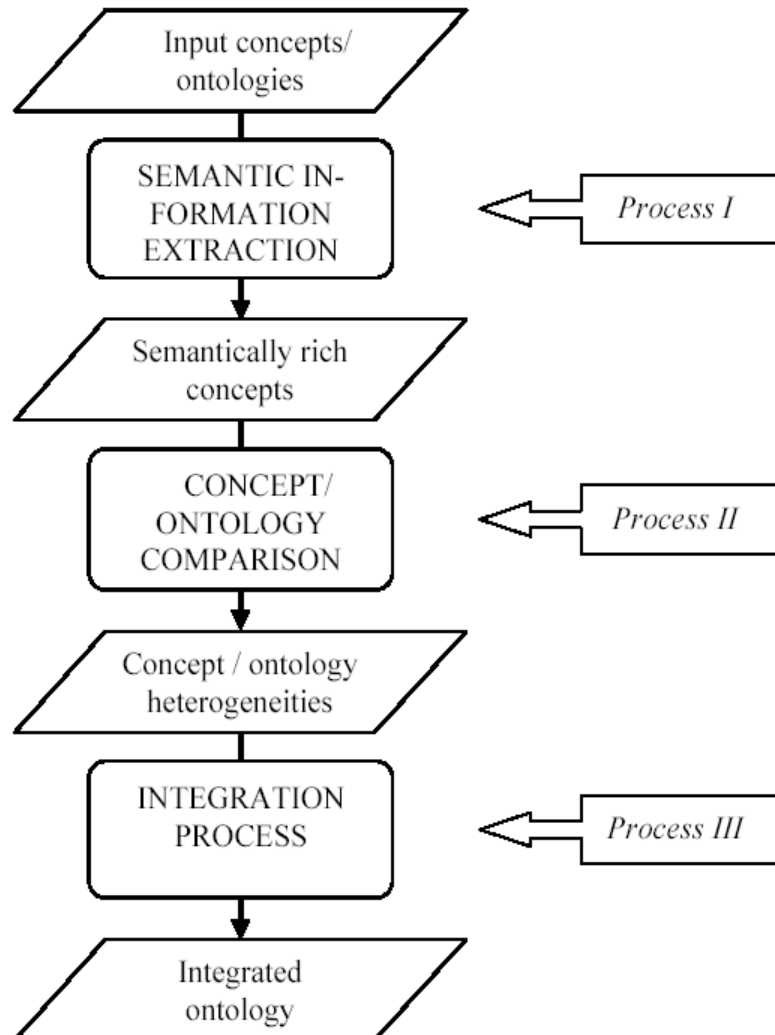 Input concepts/
ontologies
SEMANTIC IN-
FORMATION
EXTRACTION
Process I
Semantically rich
concepts
CONCEPT/
ONTOLOGY
COMPARISON
Process II
Concept / ontology
heterogeneities
INTEGRATION
PROCESS
Process III
Integrated
ontology